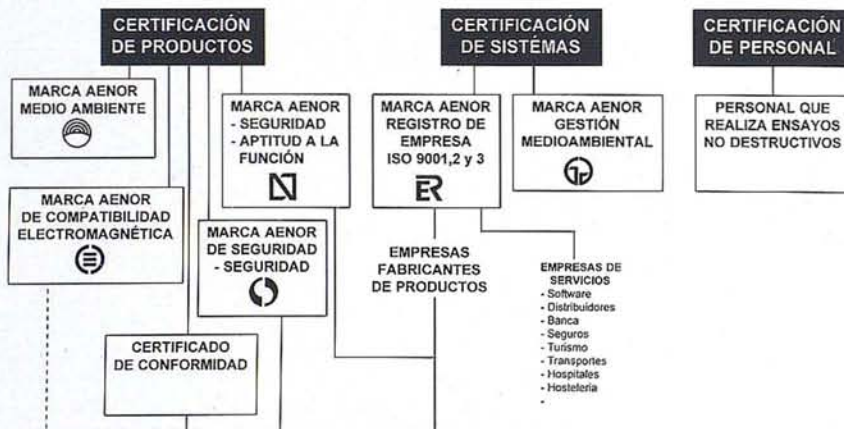 CERTIFICACIÓN
DE PRODUCTOS
CERTIFICACIÓN
DE SISTÉMAS
CERTIFICACIÓN
DE PERSONAL
MARCA AENOR
MEDIO AMBIENTE
MARCA AENOR
- SEGURIDAD
- APTITUD A LA
FUNCIÓN
N
MARCA AENOR
REGISTRO DE
EMPRESA
ISO 9001,2 y 3
ER
MARCA AENOR
GESTIÓN
MEDIOAMBIENTAL
PERSONAL QUE
REALIZA ENSAYOS
NO DESTRUCTIVOS
MARCA AENOR
DE COMPATIBILIDAD
ELECTROMAGNÉTICA
MARCA AENOR
DE SEGURIDAD
- SEGURIDAD
EMPRESAS
FABRICANTES
DE PRODUCTOS
EMPRESAS DE
SERVICIOS
- Software
- Distribuidores
- Banca
- Seguros
- Turismo
- Transportes
- Hospitales
- Hostelería
-
CERTIFICADO
DE CONFORMIDAD